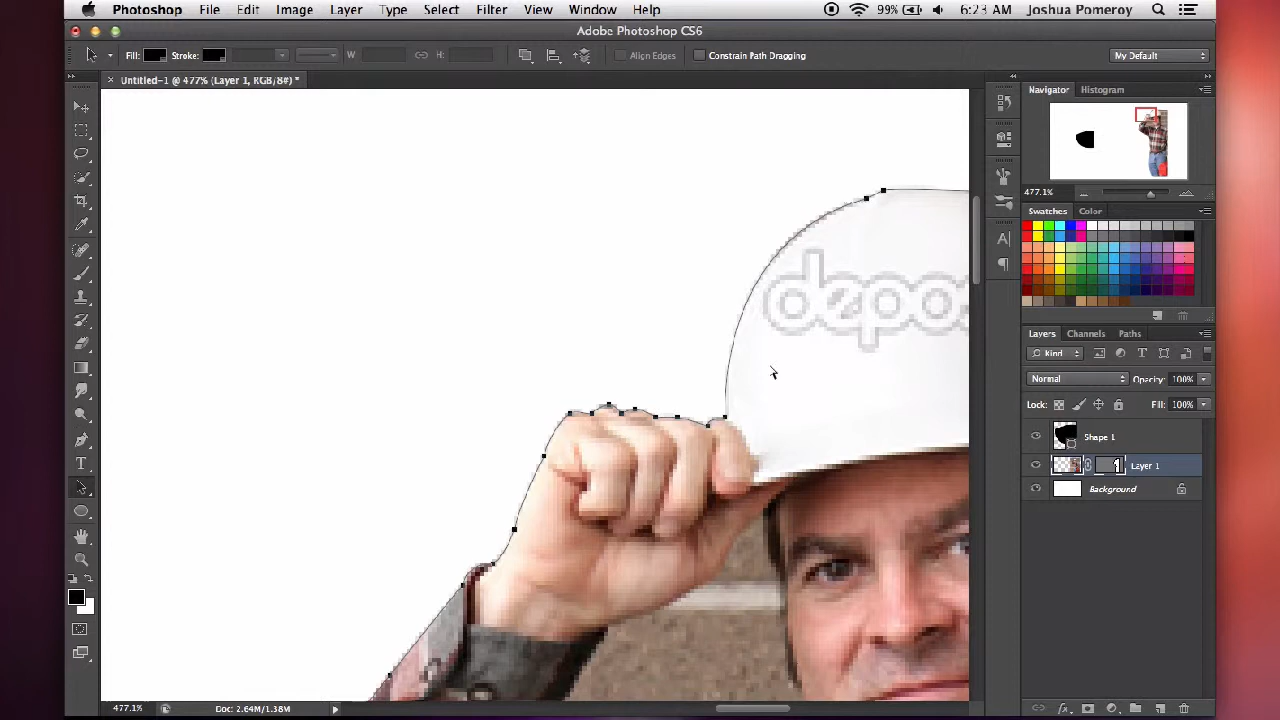 Photoshop File Edit Image Layer Type Select Filter View Window Help 99% 6:23 AM Joshua Pomeroy
Adobe Photoshop CS6
Fill: Stroke: W: H: Align Edges Constrain Path Dragging My Default
× Untitled-1 @ 477% (Layer 1, RGB/8#) *
Navigator Histogram
477.1%
Swatches Color
depos
Layers Channels Paths
Kind
Normal Opacity: 100%
Lock: Fill: 100%
Shape 1
Layer 1
Background
477.1% Doc: 2.64M/1.38M